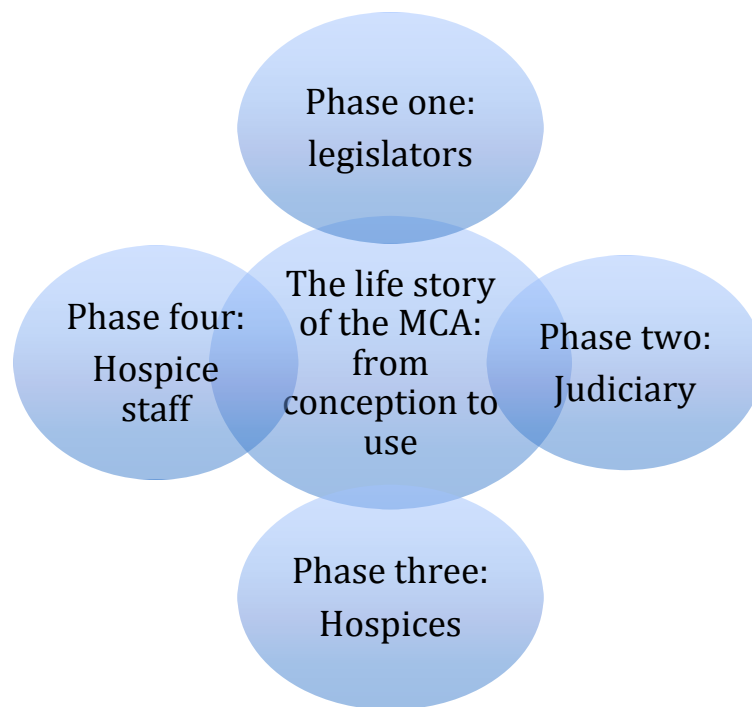 Phase one:
legislators
The life story
of the MCA:
from
conception to
use
Phase two:
Judiciary
Phase three:
Hospices
Phase four:
Hospice
staff